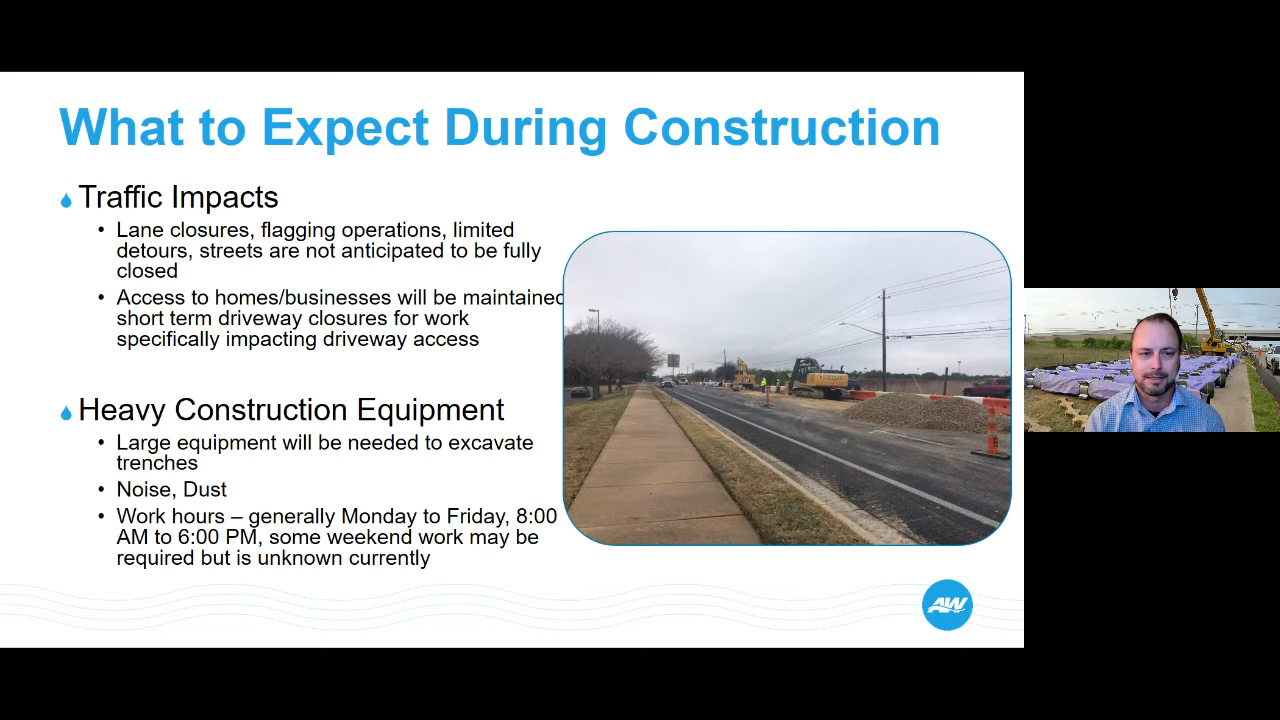 What to Expect During Construction
Traffic Impacts
• Lane closures, flagging operations, limited
detours, streets are not anticipated to be fully
closed
• Access to homes/businesses will be maintained
short term driveway closures for work
specifically impacting driveway access
Heavy Construction Equipment
• Large equipment will be needed to excavate
trenches
• Noise, Dust
• Work hours – generally Monday to Friday, 8:00
AM to 6:00 PM, some weekend work may be
required but is unknown currently
AW